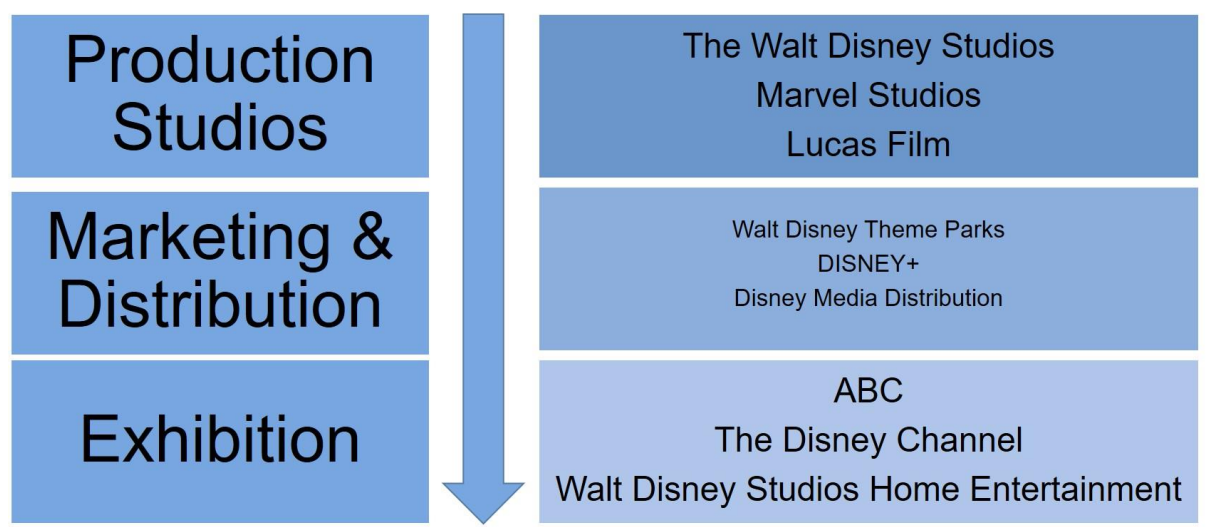 Production
Studios
The Walt Disney Studios
Marvel Studios
Lucas Film
Marketing &
Distribution
Walt Disney Theme Parks
DISNEY+
Disney Media Distribution
Exhibition
ABC
The Disney Channel
Walt Disney Studios Home Entertainment